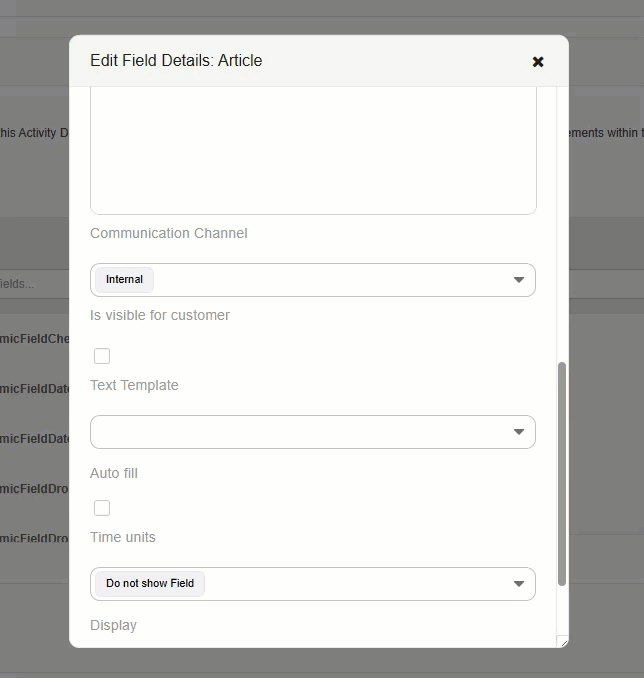 Edit Field Details: Article
his Activity D
ements within t
Communication Channel
Internal
ields...
Is visible for customer
micFieldChe
Text Template
micFieldDate
micFieldDate
Auto fill
micFieldDro
Time units
micFieldDro
Do not show Field
Display